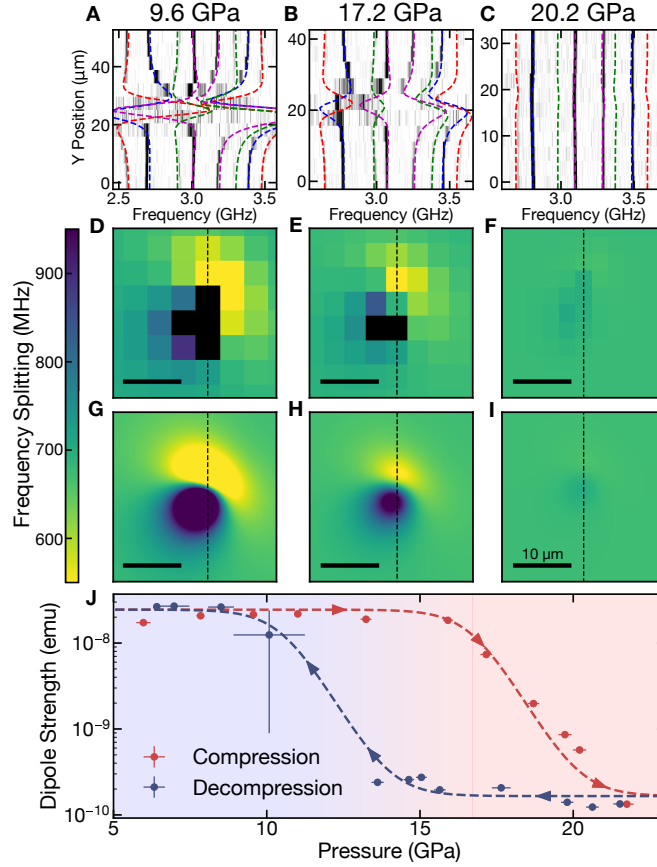 9.6 GPa 17.2 GPa 20.2 GPa
A B C
Y Position (µm)
40
20
0
40
20
0
30
20
10
0
2.5 3.0 3.5
3.0 3.5
3.0 3.5
Frequency (GHz) Frequency (GHz) Frequency (GHz)
D E F
Frequency Splitting (MHz)
900
800
700
600
G H I
10 µm
J
Dipole Strength (emu)
10⁻⁸
10⁻⁹
10⁻¹⁰
Compression
Decompression
5 10 15 20
Pressure (GPa)